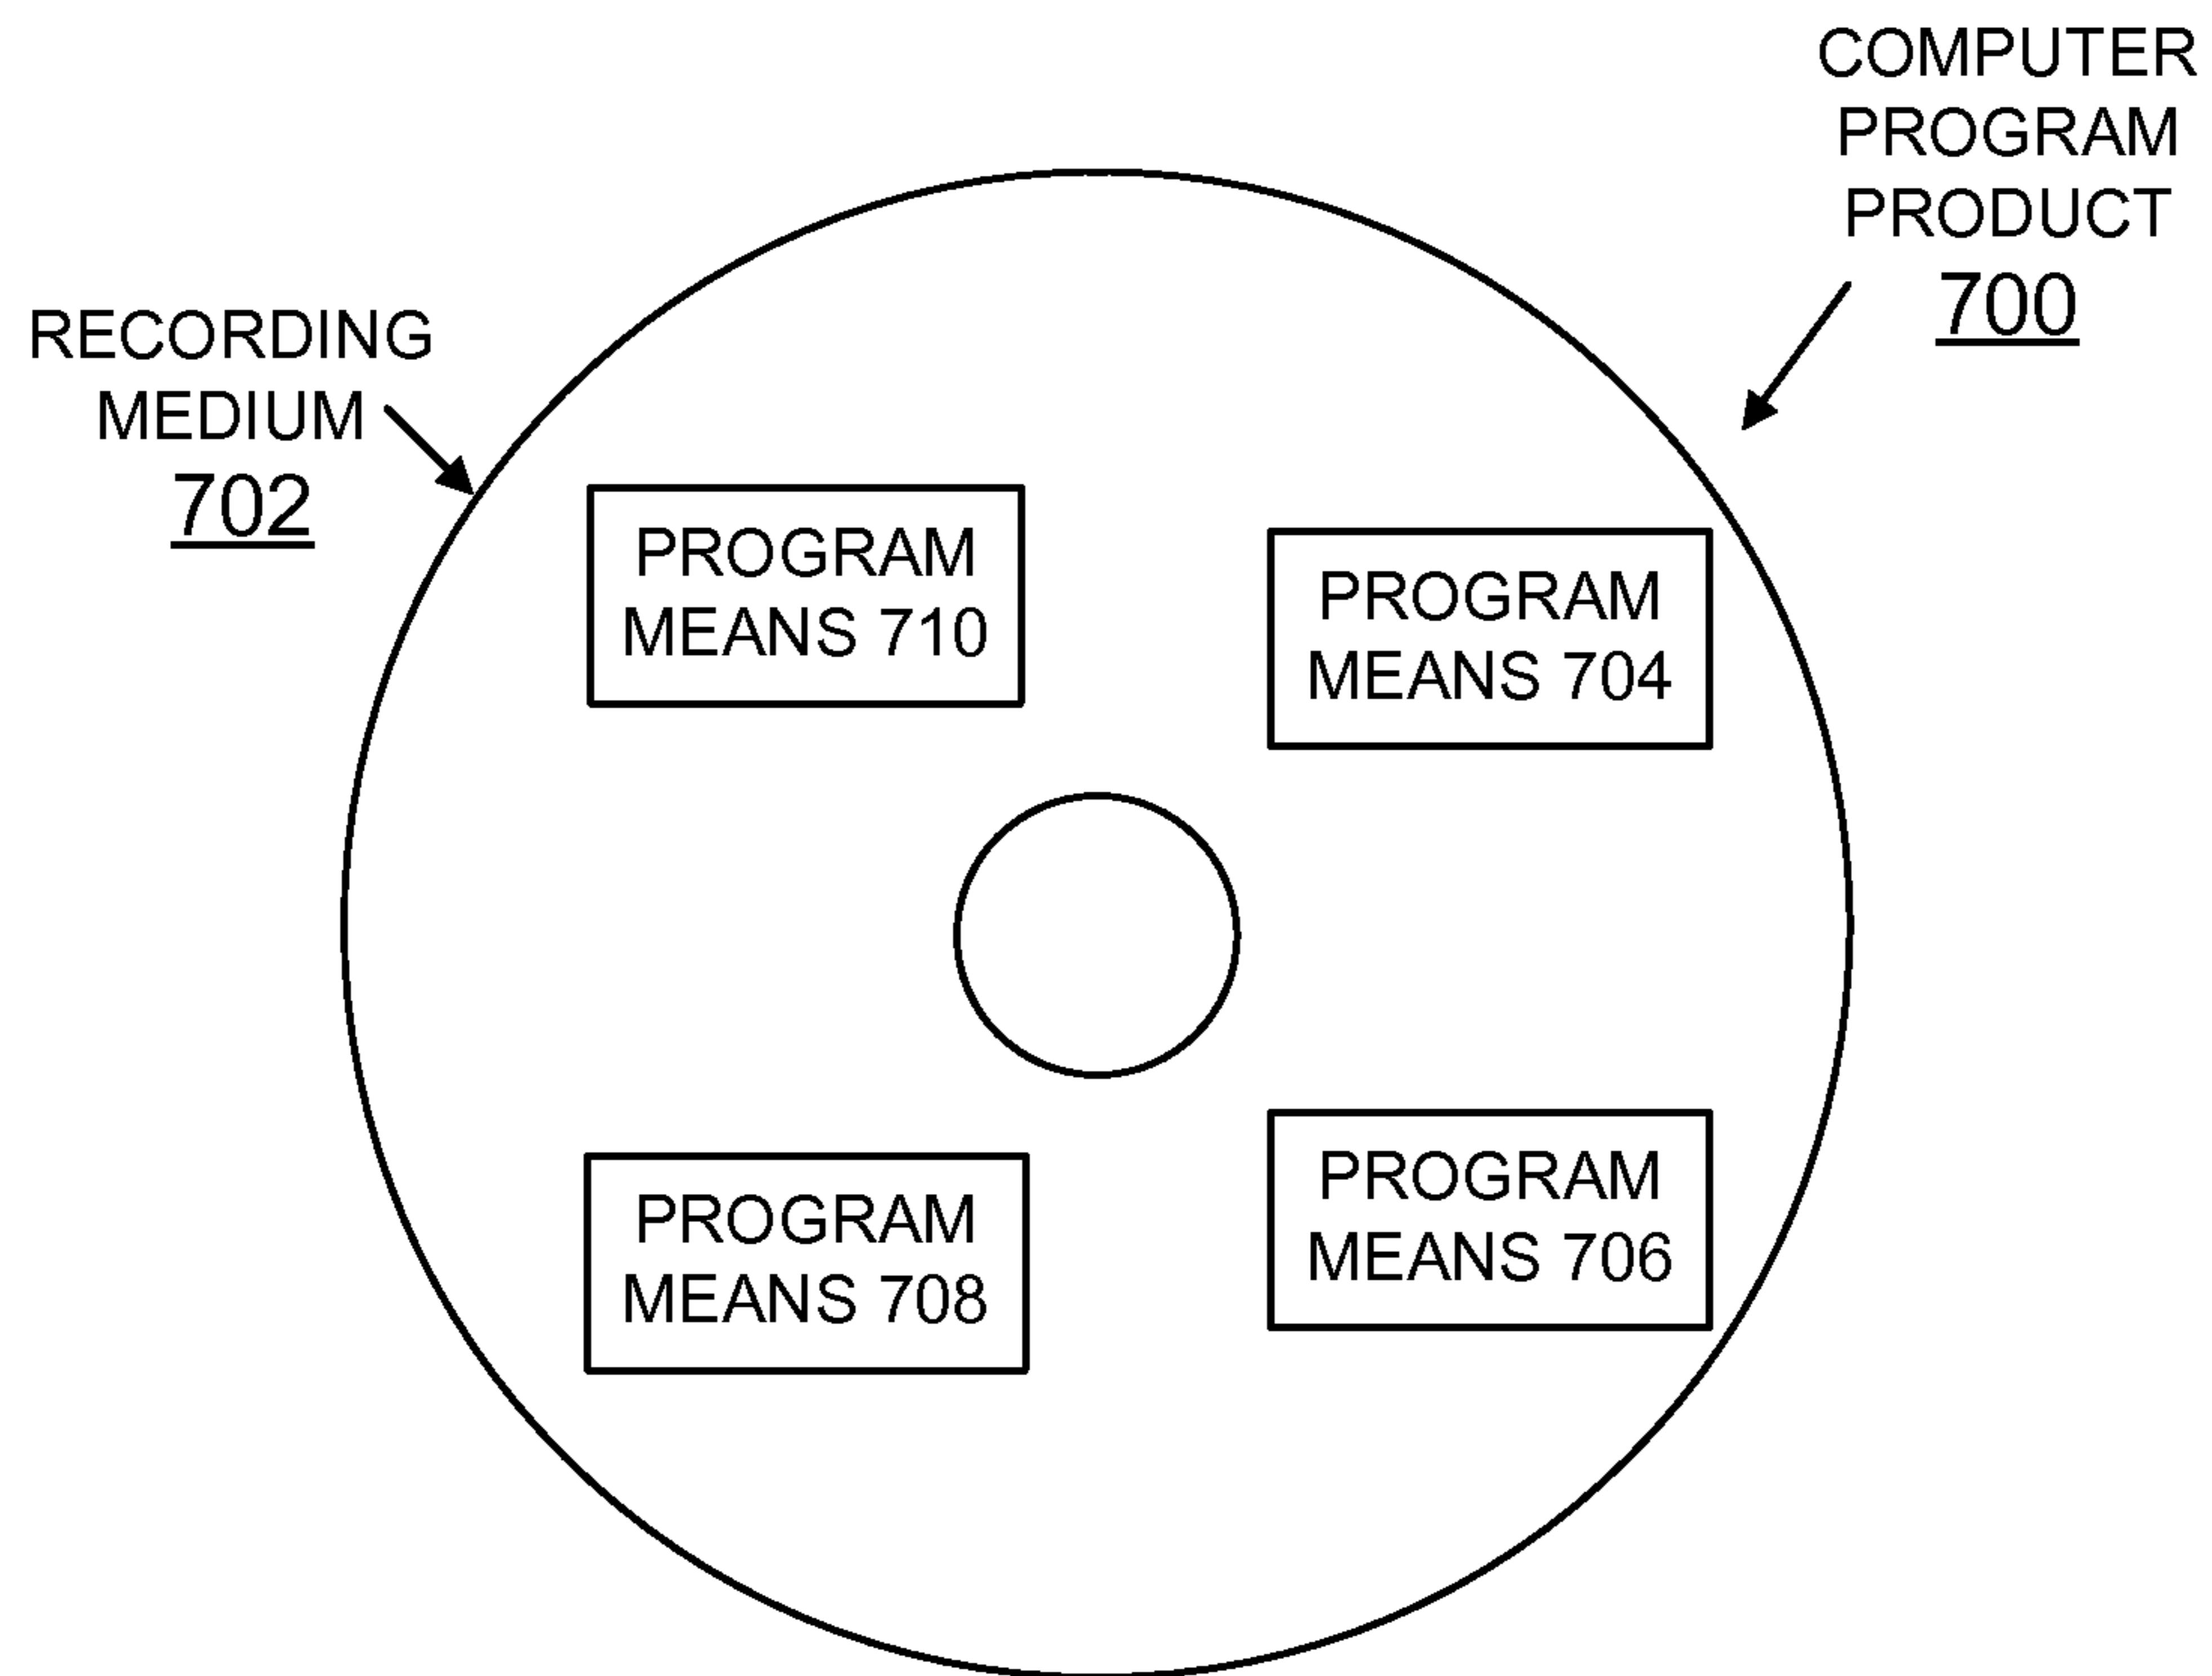 COMPUTER
PROGRAM
PRODUCT
700
RECORDING
MEDIUM
702
PROGRAM
MEANS 710
PROGRAM
MEANS 704
PROGRAM
MEANS 708
PROGRAM
MEANS 706